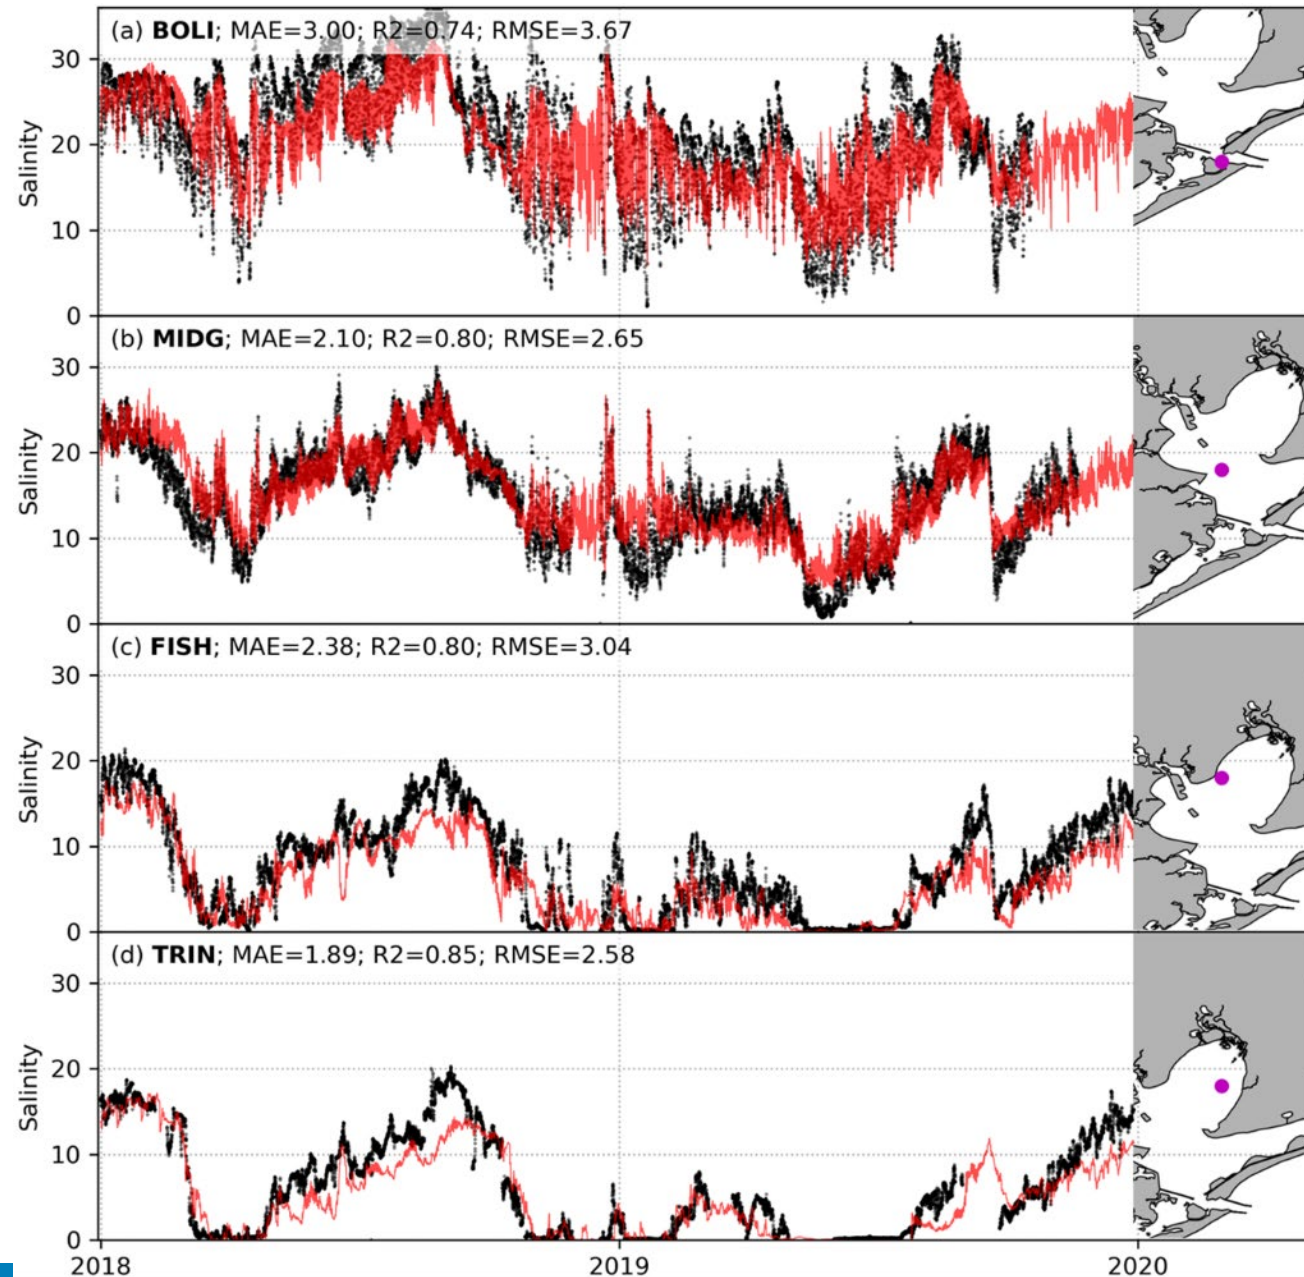 (a) BOLI; MAE=3.00; R2=0.74; RMSE=3.67
30
20
10
0
Salinity
(b) MIDG; MAE=2.10; R2=0.80; RMSE=2.65
30
20
10
0
Salinity
(c) FISH; MAE=2.38; R2=0.80; RMSE=3.04
30
20
10
0
Salinity
(d) TRIN; MAE=1.89; R2=0.85; RMSE=2.58
30
20
10
0
Salinity
2018 2019 2020